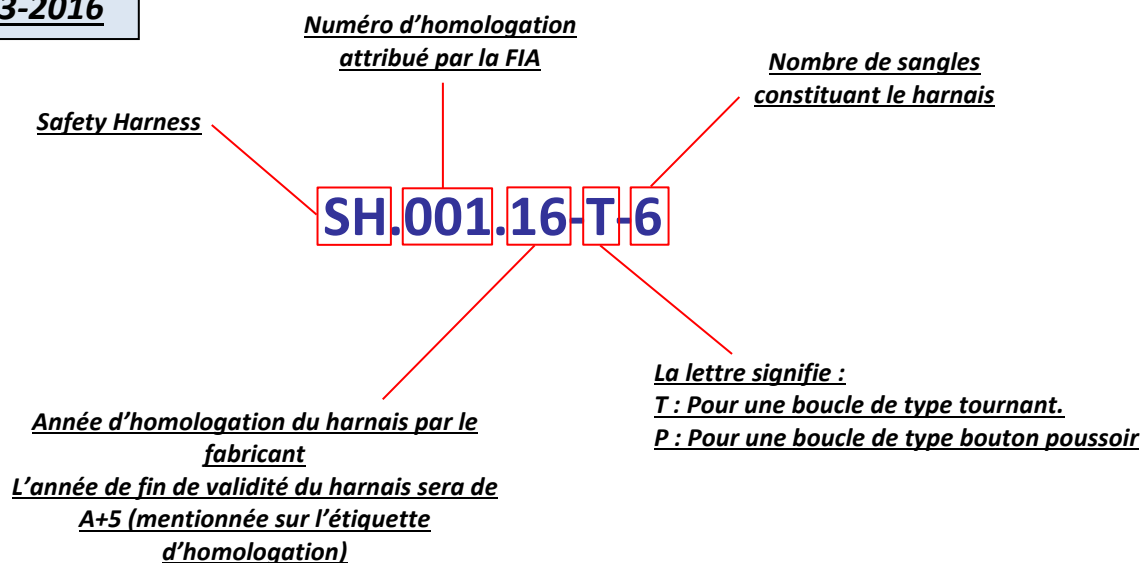 3-2016
Numéro d’homologation
attribué par la FIA
Nombre de sangles
constituant le harnais
Safety Harness
SH.001.16-T-6
La lettre signifie :
T : Pour une boucle de type tournant.
P : Pour une boucle de type bouton poussoir
Année d’homologation du harnais par le
fabricant
L’année de fin de validité du harnais sera de
A+5 (mentionnée sur l’étiquette
d’homologation)